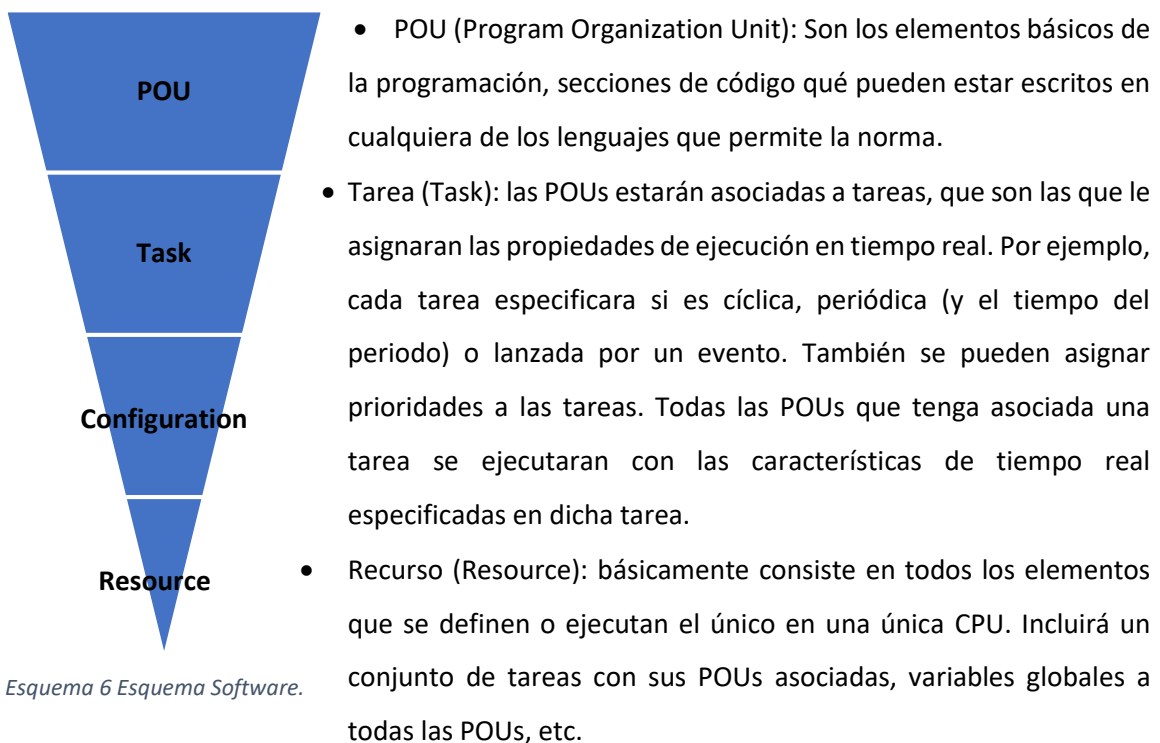 POU
Task
Configuration
Resource
Esquema 6 Esquema Software.
• POU (Program Organization Unit): Son los elementos básicos de
la programación, secciones de código qué pueden estar escritos en
cualquiera de los lenguajes que permite la norma.
• Tarea (Task): las POUs estarán asociadas a tareas, que son las que le
asignaran las propiedades de ejecución en tiempo real. Por ejemplo,
cada tarea especificara si es cíclica, periódica (y el tiempo del
periodo) o lanzada por un evento. También se pueden asignar
prioridades a las tareas. Todas las POUs que tenga asociada una
tarea se ejecutaran con las características de tiempo real
especificadas en dicha tarea.
• Recurso (Resource): básicamente consiste en todos los elementos
que se definen o ejecutan el único en una única CPU. Incluirá un
conjunto de tareas con sus POUs asociadas, variables globales a
todas las POUs, etc.